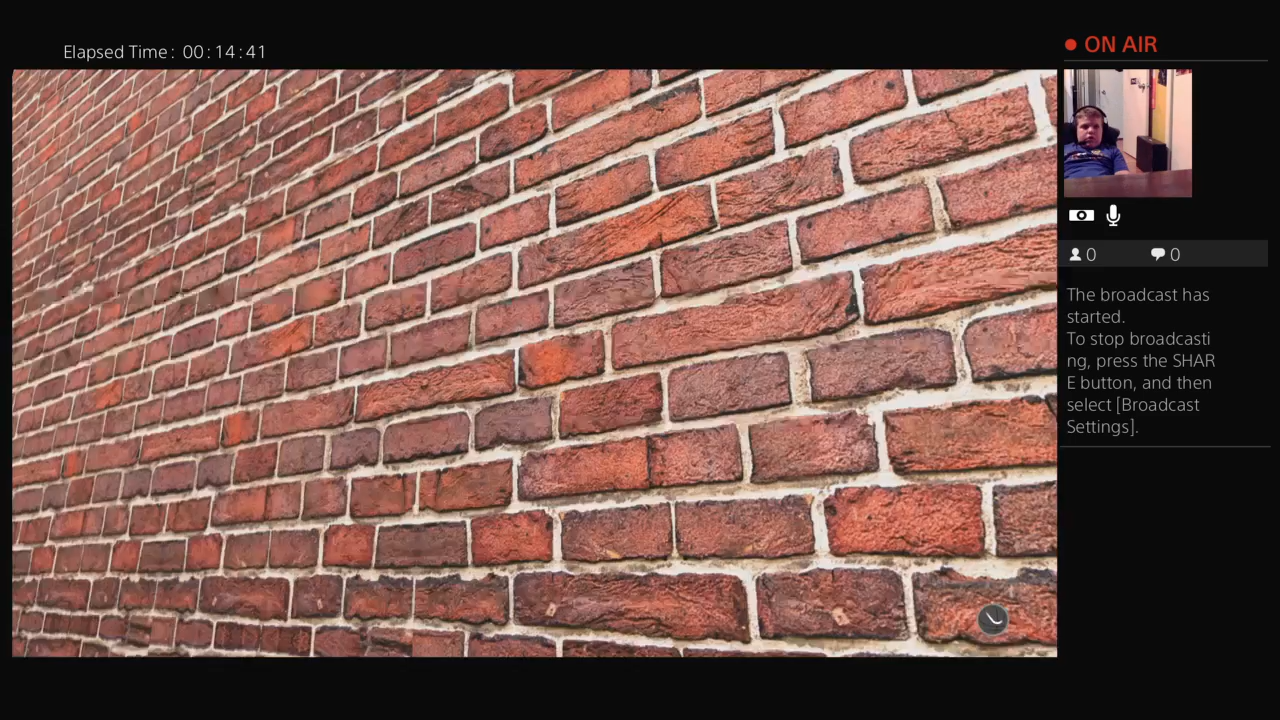 Elapsed Time: 00:14:41
ON AIR
0 0
The broadcast has
started.
To stop broadcasti
ng, press the SHAR
E button, and then
select [Broadcast
Settings].